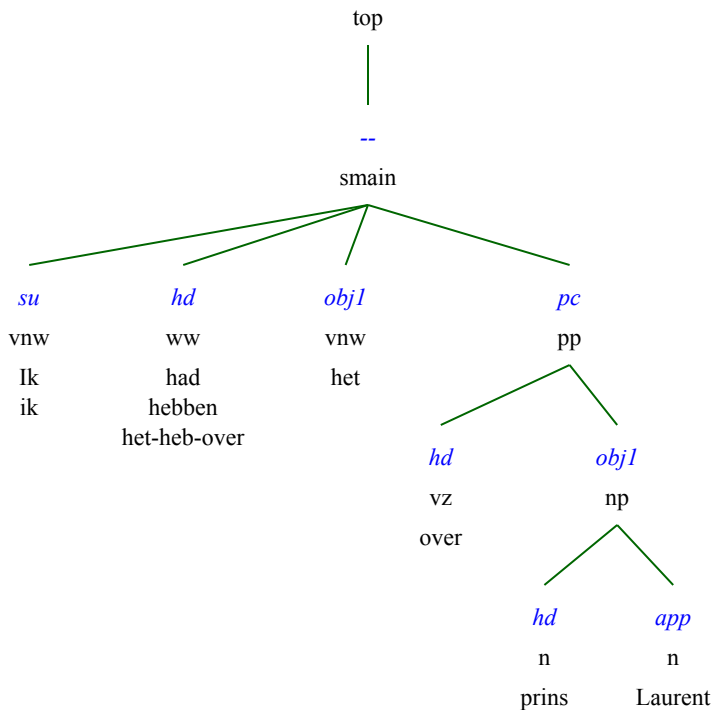 top
--
smain
su hd obj1 pc
vnw ww vnw pp
Ik had het
ik hebben
het-heb-over
hd obj1
vz np
over
hd app
n n
prins Laurent